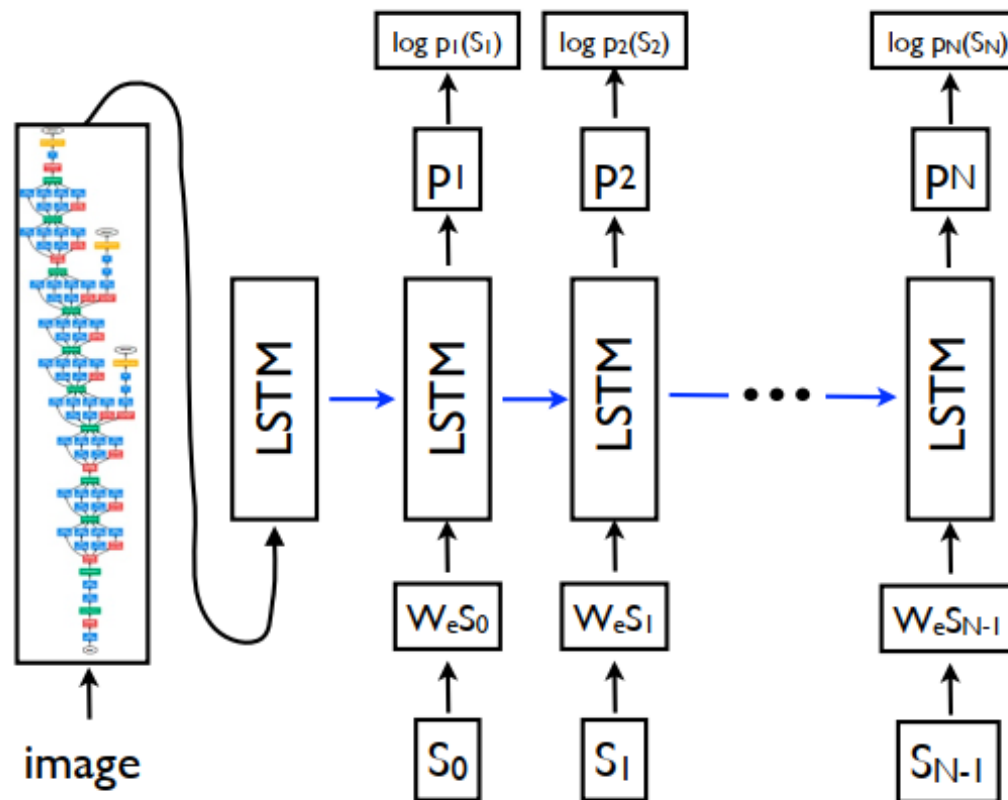 log p1(S1) log p2(S2) log pN(SN)
p1 p2 pN
LSTM LSTM LSTM LSTM
WeS0 WeS1 WeSN-1
S0 S1 SN-1
image